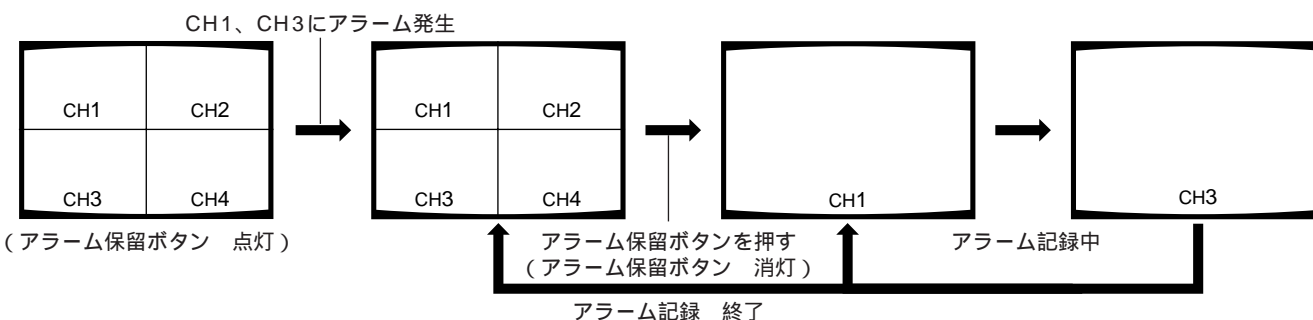 CH1、CH3にアラーム発生
CH1 CH2
CH3 CH4
(アラーム保留ボタン 点灯)
CH1 CH2
CH3 CH4
アラーム保留ボタンを押す
(アラーム保留ボタン 消灯)
CH1
アラーム記録中
CH3
アラーム記録 終了